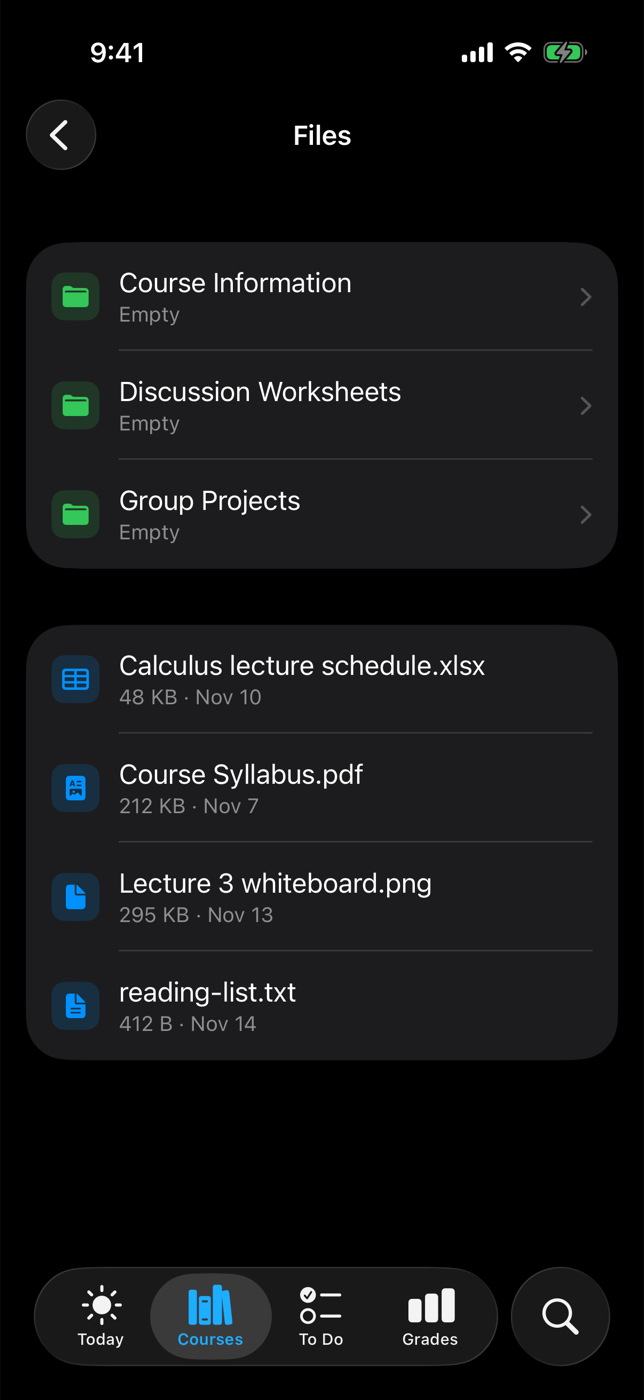 9:41
Files
Course Information
Empty
Discussion Worksheets
Empty
Group Projects
Empty
Calculus lecture schedule.xlsx
48 KB · Nov 10
Course Syllabus.pdf
212 KB · Nov 7
Lecture 3 whiteboard.png
295 KB · Nov 13
reading-list.txt
412 B · Nov 14
Today
Courses
To Do
Grades